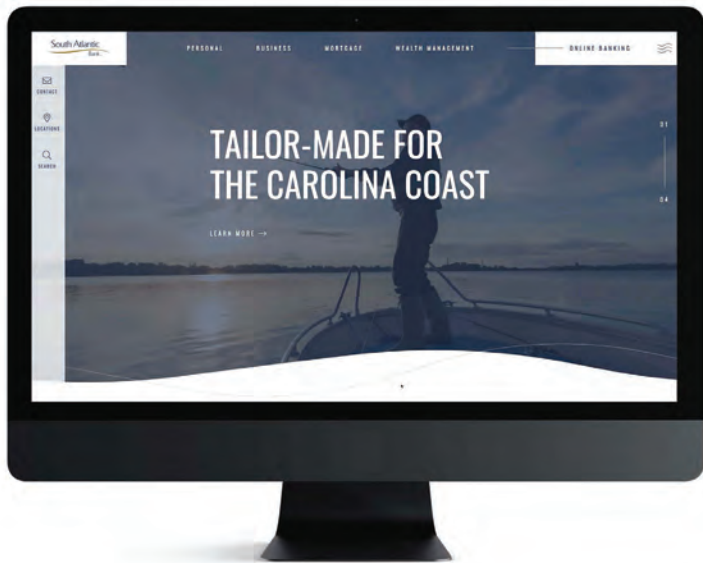 South Atlantic
Bank
PERSONAL BUSINESS MORTGAGE WEALTH MANAGEMENT
ONLINE BANKING
CONTACT
LOCATIONS
SEARCH
TAILOR-MADE FOR
THE CAROLINA COAST
LEARN MORE →
01
04